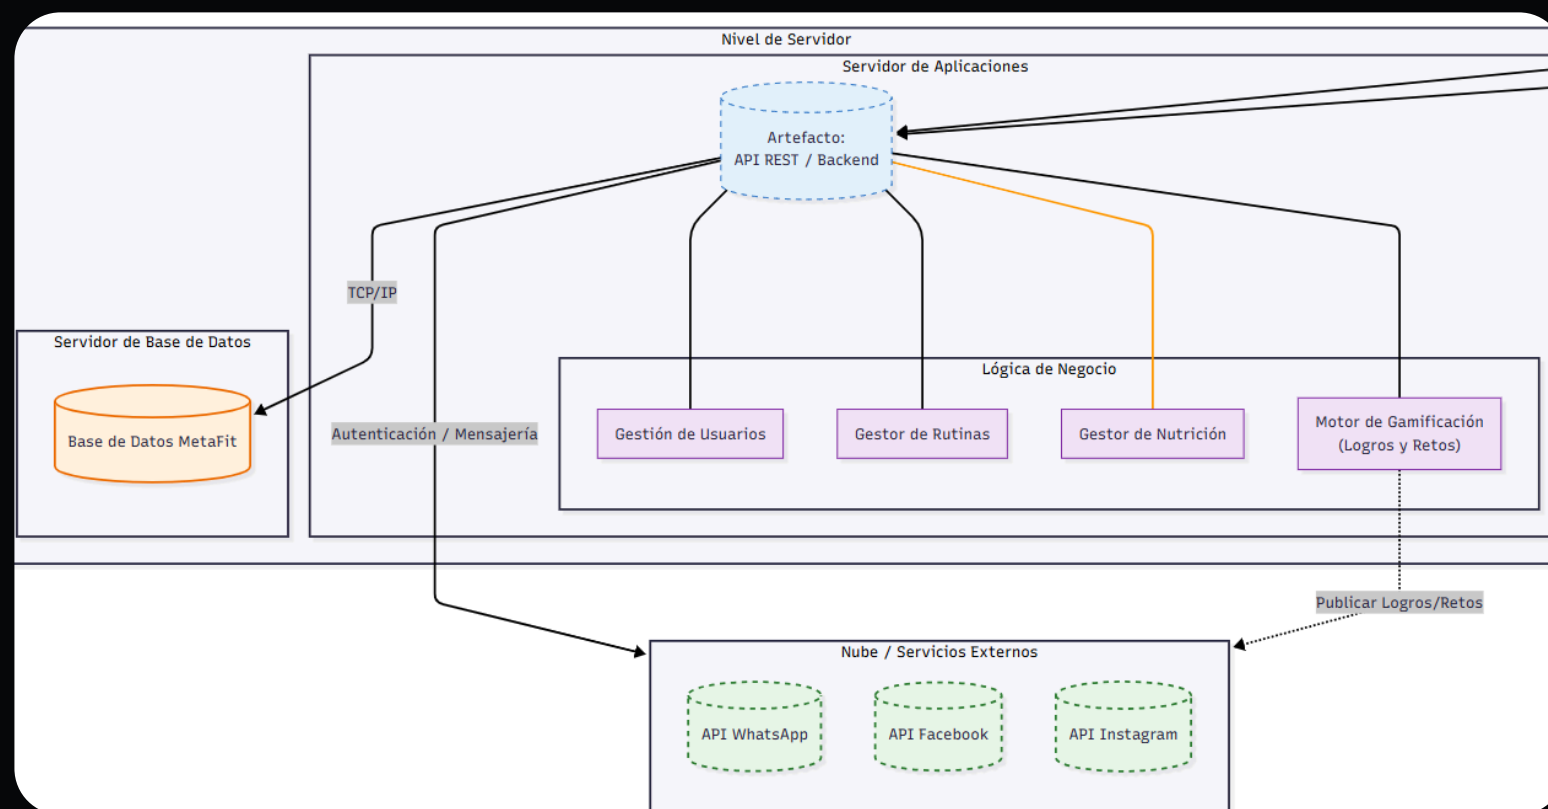 Nivel de Servidor
Servidor de Aplicaciones
Artefacto:
API REST / Backend
TCP/IP
Servidor de Base de Datos
Base de Datos MetaFit
Autenticación / Mensajería
Lógica de Negocio
Gestión de Usuarios
Gestor de Rutinas
Gestor de Nutrición
Motor de Gamificación
(Logros y Retos)
Publicar Logros/Retos
Nube / Servicios Externos
API WhatsApp
API Facebook
API Instagram